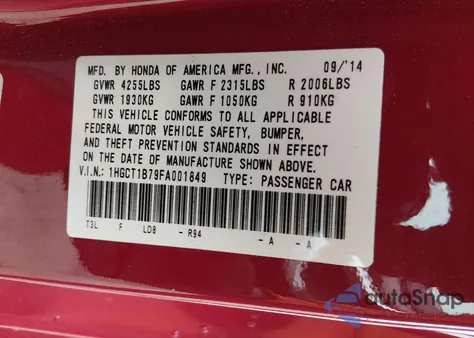 MFD. BY HONDA OF AMERICA MFG., INC. 09/'14
GVWR 4255LBS GAWR F 2315LBS R 2006LBS
GVWR 1930KG GAWR F 1050KG R 910KG
THIS VEHICLE CONFORMS TO ALL APPLICABLE
FEDERAL MOTOR VEHICLE SAFETY, BUMPER,
AND THEFT PREVENTION STANDARDS IN EFFECT
ON THE DATE OF MANUFACTURE SHOWN ABOVE.
V.I.N.: 1HGCT1B79FA001849 TYPE: PASSENGER CAR
T3L F LD8 - R94 - A - A
autoSnap